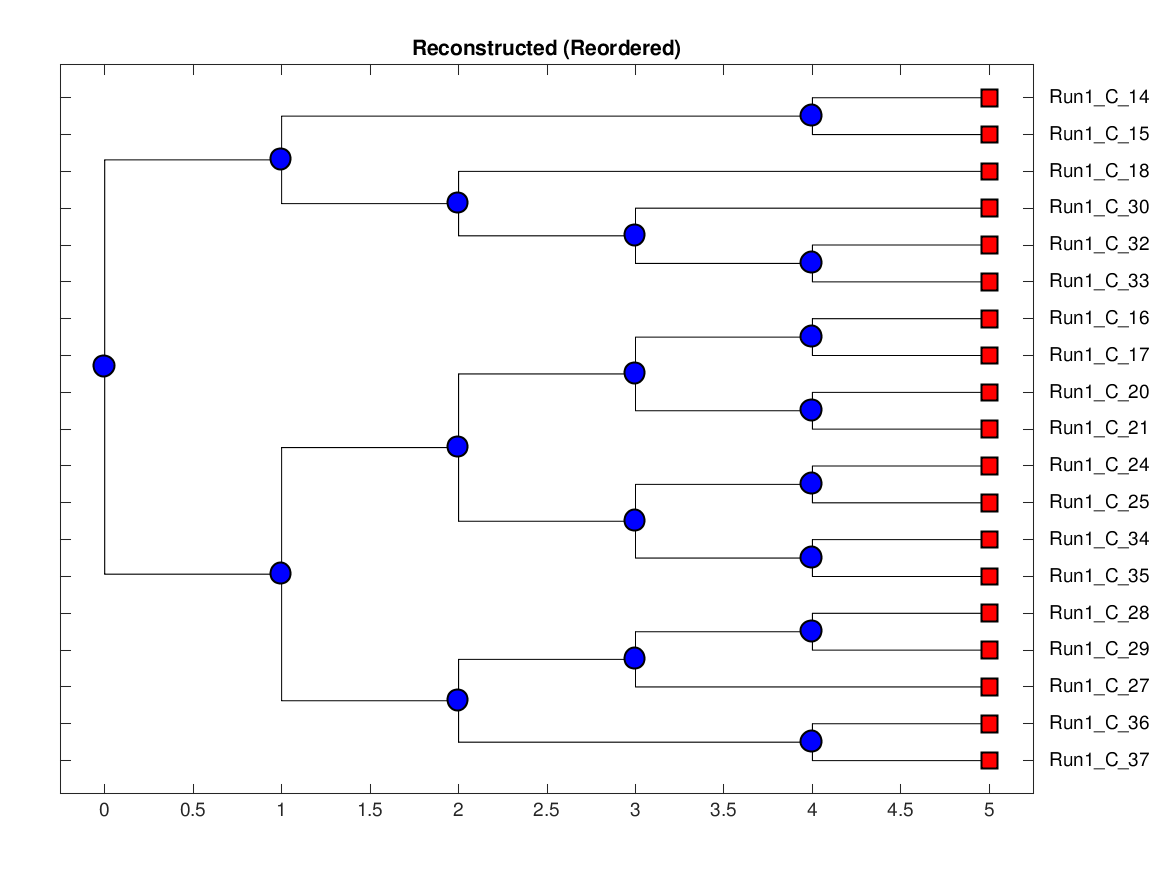 Reconstructed (Reordered)
Run1_C_14
Run1_C_15
Run1_C_18
Run1_C_30
Run1_C_32
Run1_C_33
Run1_C_16
Run1_C_17
Run1_C_20
Run1_C_21
Run1_C_24
Run1_C_25
Run1_C_34
Run1_C_35
Run1_C_28
Run1_C_29
Run1_C_27
Run1_C_36
Run1_C_37
0 0.5 1 1.5 2 2.5 3 3.5 4 4.5 5